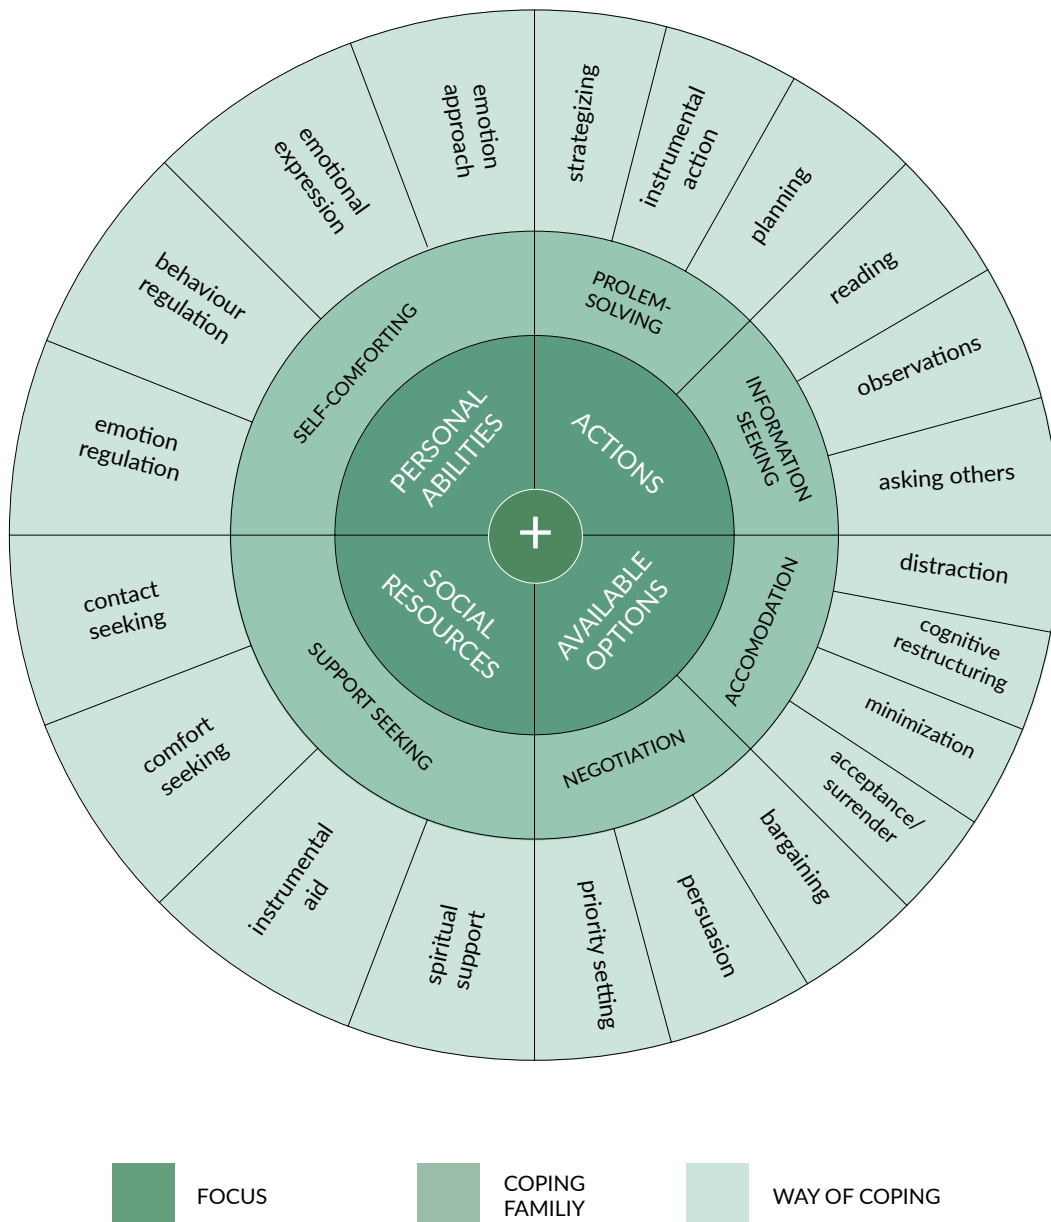 emotion
approach
strategizing
instrumental
action
planning
reading
observations
asking others
distraction
cognitive
restructuring
minimization
acceptance/
surrender
bargaining
persuasion
priority setting
spiritual
support
instrumental
aid
comfort
seeking
contact
seeking
emotion
regulation
behaviour
regulation
emotional
expression
PROLEM-
SOLVING
INFORMATION
SEEKING
ACCOMODATION
NEGOTIATION
SUPPORT SEEKING
SELF-COMFORTING
PERSONAL
ABILITIES
ACTIONS
AVAILABLE
OPTIONS
SOCIAL
RESOURCES
+
FOCUS
COPING
FAMILIY
WAY OF COPING